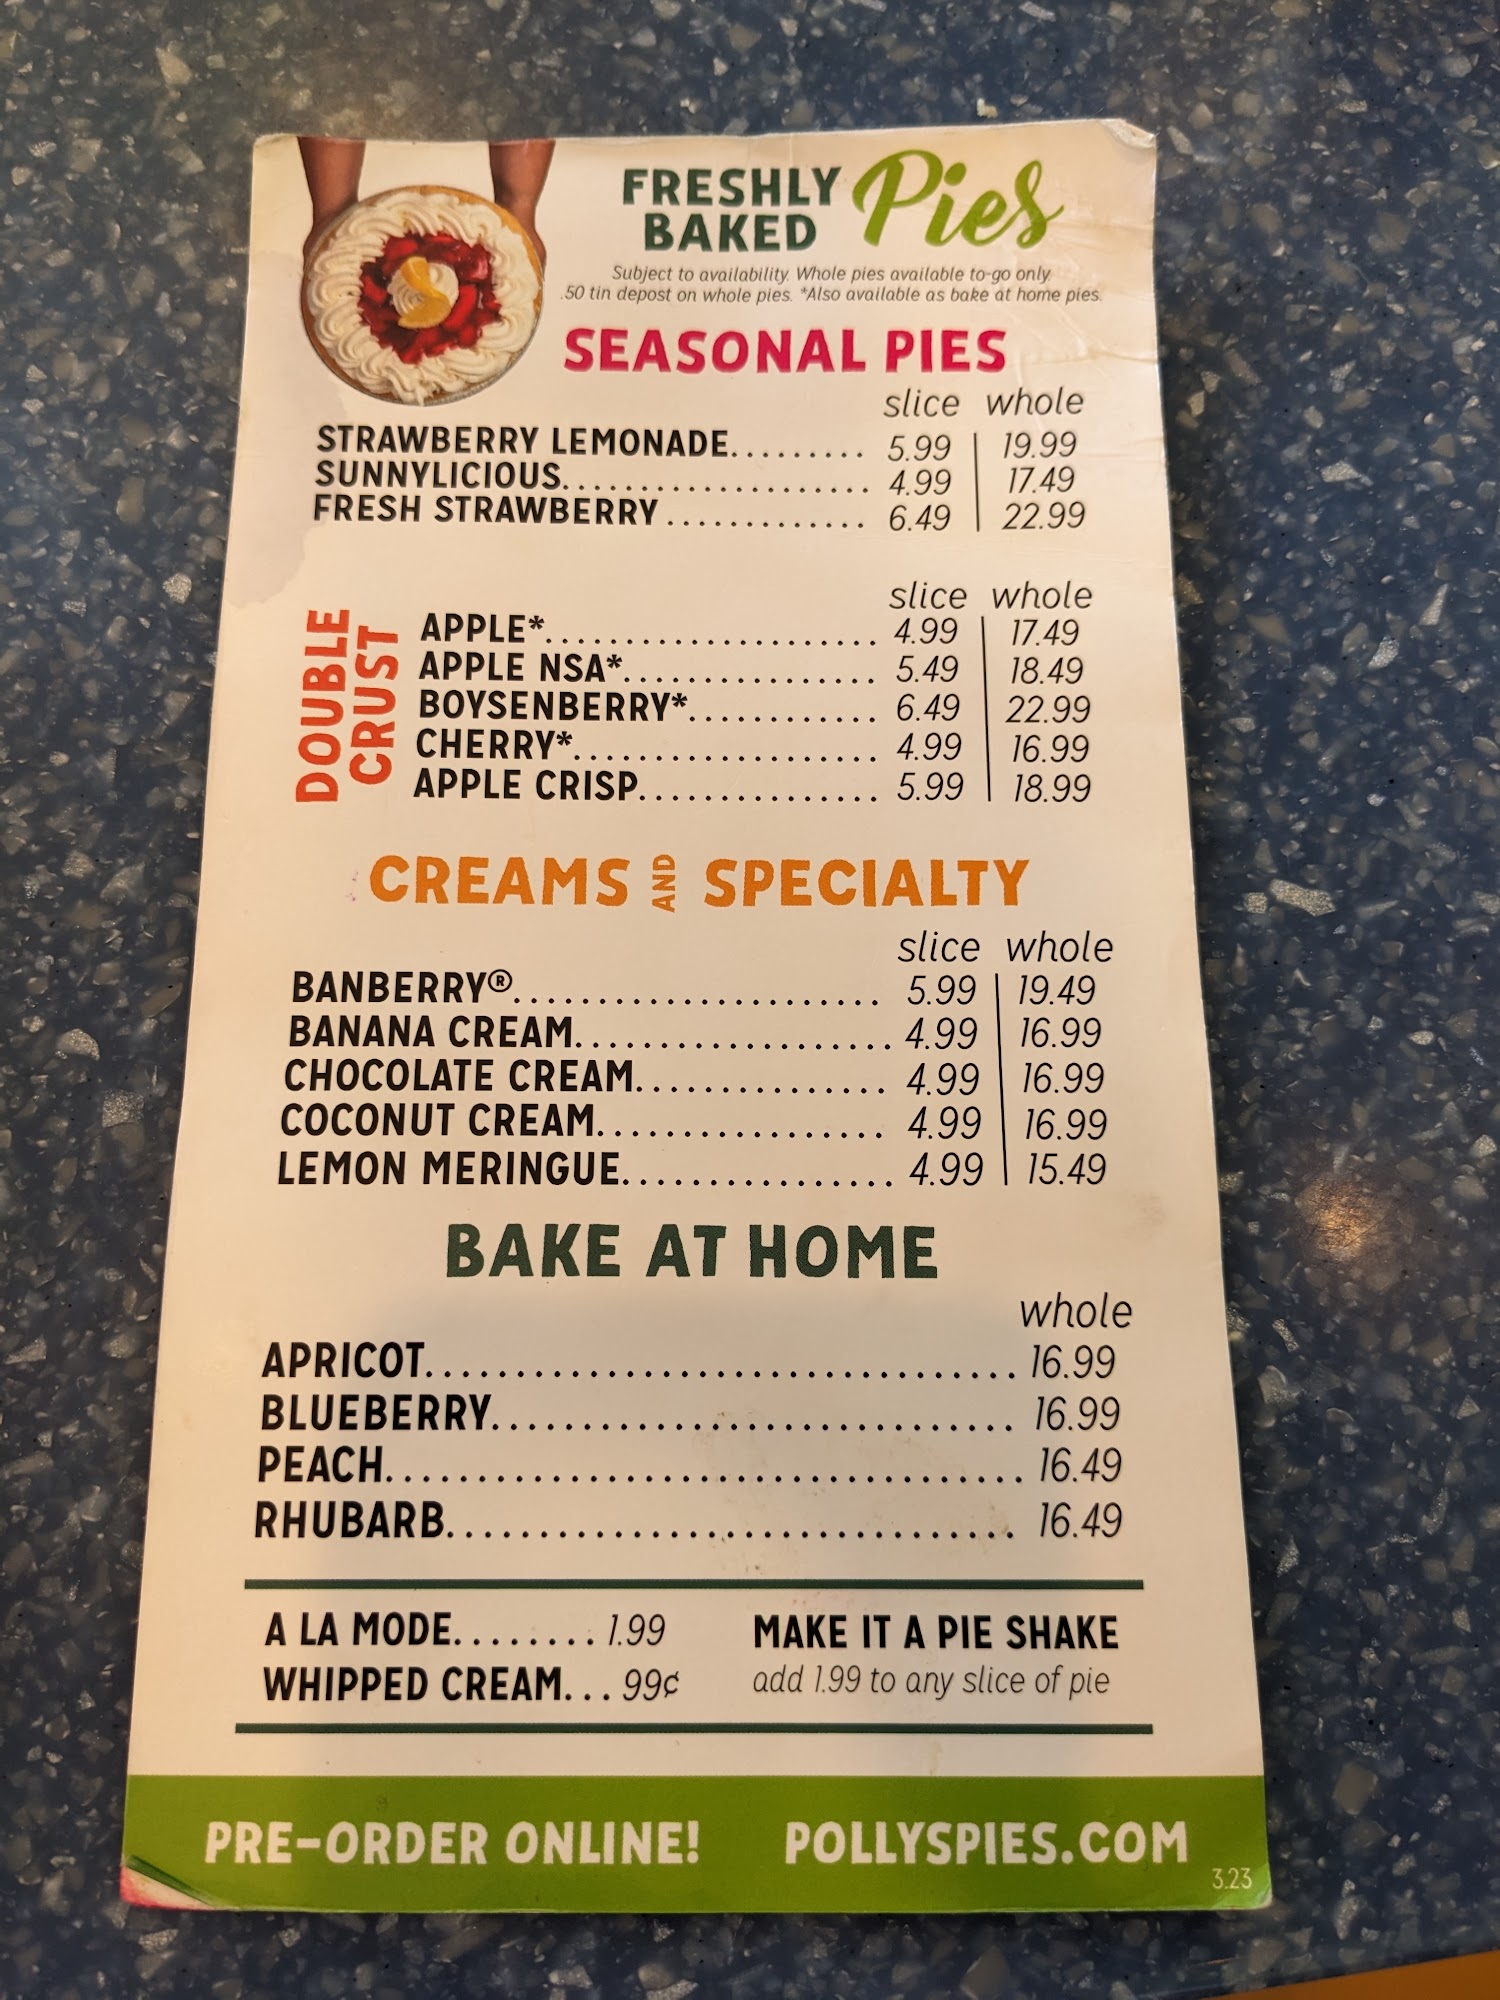 FRESHLY BAKED Pies
Subject to availability. Whole pies available to-go only.
.50 tin depost on whole pies. *Also available as bake at home pies.
SEASONAL PIES
slice whole
STRAWBERRY LEMONADE......... 5.99 | 19.99
SUNNYLICIOUS.................... 4.99 | 17.49
FRESH STRAWBERRY............. 6.49 | 22.99
DOUBLE CRUST
slice whole
APPLE*...................... 4.99 | 17.49
APPLE NSA*................. 5.49 | 18.49
BOYSENBERRY*............. 6.49 | 22.99
CHERRY*.................... 4.99 | 16.99
APPLE CRISP................ 5.99 | 18.99
CREAMS AND SPECIALTY
slice whole
BANBERRY®...................... 5.99 | 19.49
BANANA CREAM................... 4.99 | 16.99
CHOCOLATE CREAM............... 4.99 | 16.99
COCONUT CREAM................. 4.99 | 16.99
LEMON MERINGUE................ 4.99 | 15.49
BAKE AT HOME
whole
APRICOT.................................. 16.99
BLUEBERRY.............................. 16.99
PEACH..................................... 16.49
RHUBARB................................. 16.49
A LA MODE........ 1.99
WHIPPED CREAM... 99¢
MAKE IT A PIE SHAKE
add 1.99 to any slice of pie
PRE-ORDER ONLINE! POLLYSPIES.COM
3.23